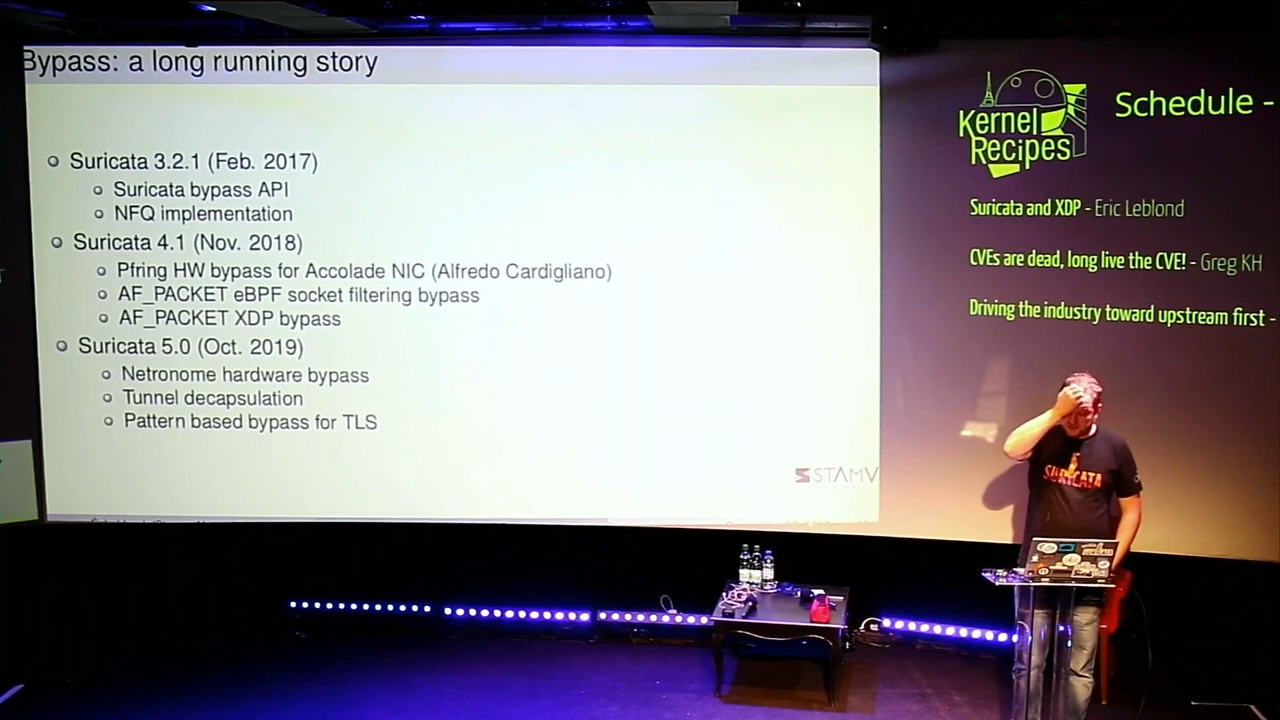 Bypass: a long running story
Suricata 3.2.1 (Feb. 2017)
Suricata bypass API
NFQ implementation
Suricata 4.1 (Nov. 2018)
Pfring HW bypass for Accolade NIC (Alfredo Cardigliano)
AF_PACKET eBPF socket filtering bypass
AF_PACKET XDP bypass
Suricata 5.0 (Oct. 2019)
Netronome hardware bypass
Tunnel decapsulation
Pattern based bypass for TLS
STAMV
Kernel
Recipes
Schedule -
Suricata and XDP - Eric Leblond
CVEs are dead, long live the CVE! - Greg KH
Driving the industry toward upstream first -
SURICATA